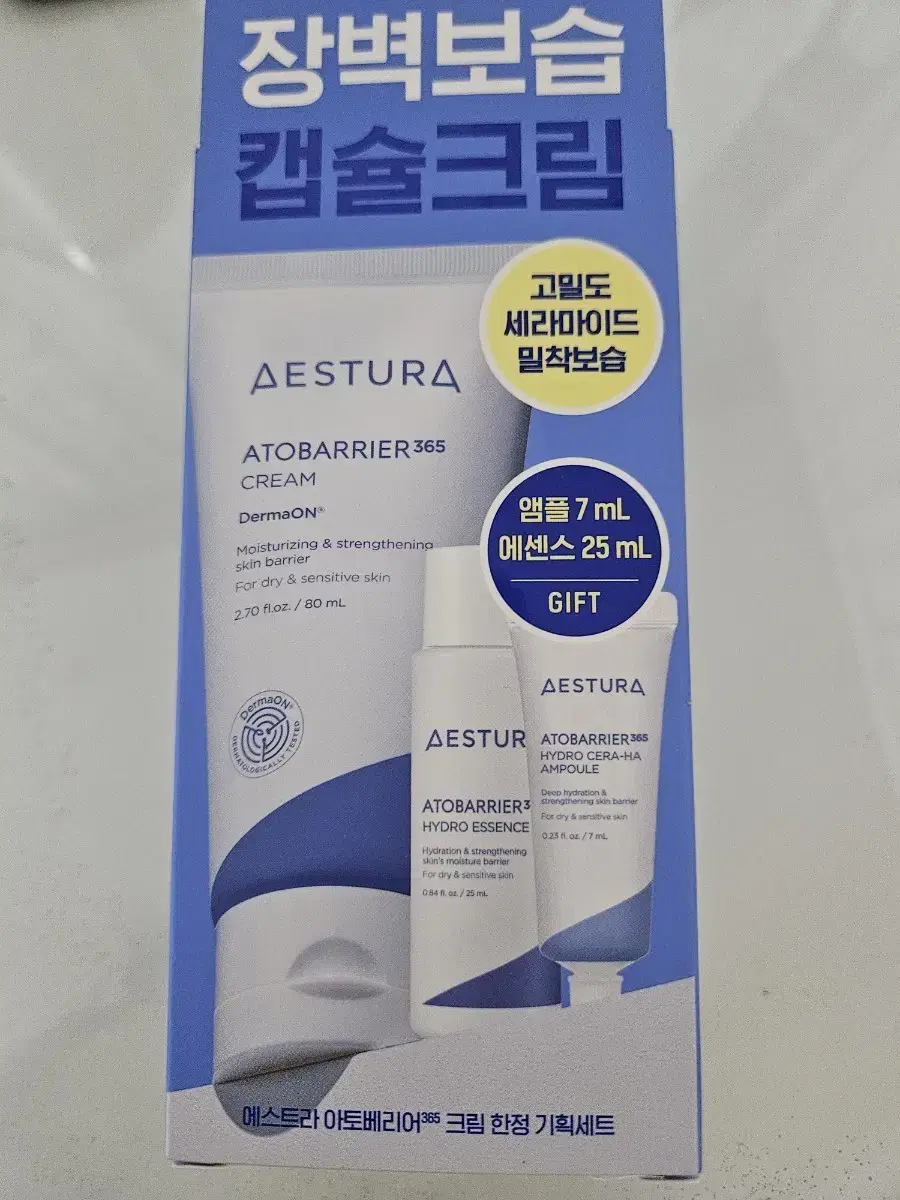 장벽보습
캡슐크림
고밀도
세라마이드
밀착보습
AESTURA
ATOBARRIER365
CREAM
DermaON®
Moisturizing & strengthening
skin barrier
For dry & sensitive skin
2.70 fl.oz. / 80 mL
DermaON®
DERMATOLOGICALLY TESTED
앰플 7 mL
에센스 25 mL
GIFT
AESTUR
ATOBARRIER3
HYDRO ESSENCE
Hydration & strengthening
skin's moisture barrier
For dry & sensitive skin
0.84 fl. oz. / 25 mL
AESTURA
ATOBARRIER365
HYDRO CERA-HA
AMPOULE
Deep hydration &
strengthening skin barrier
For dry & sensitive skin
0.23 fl. oz. / 7 mL
에스트라 아토베리어365 크림 한정 기획세트